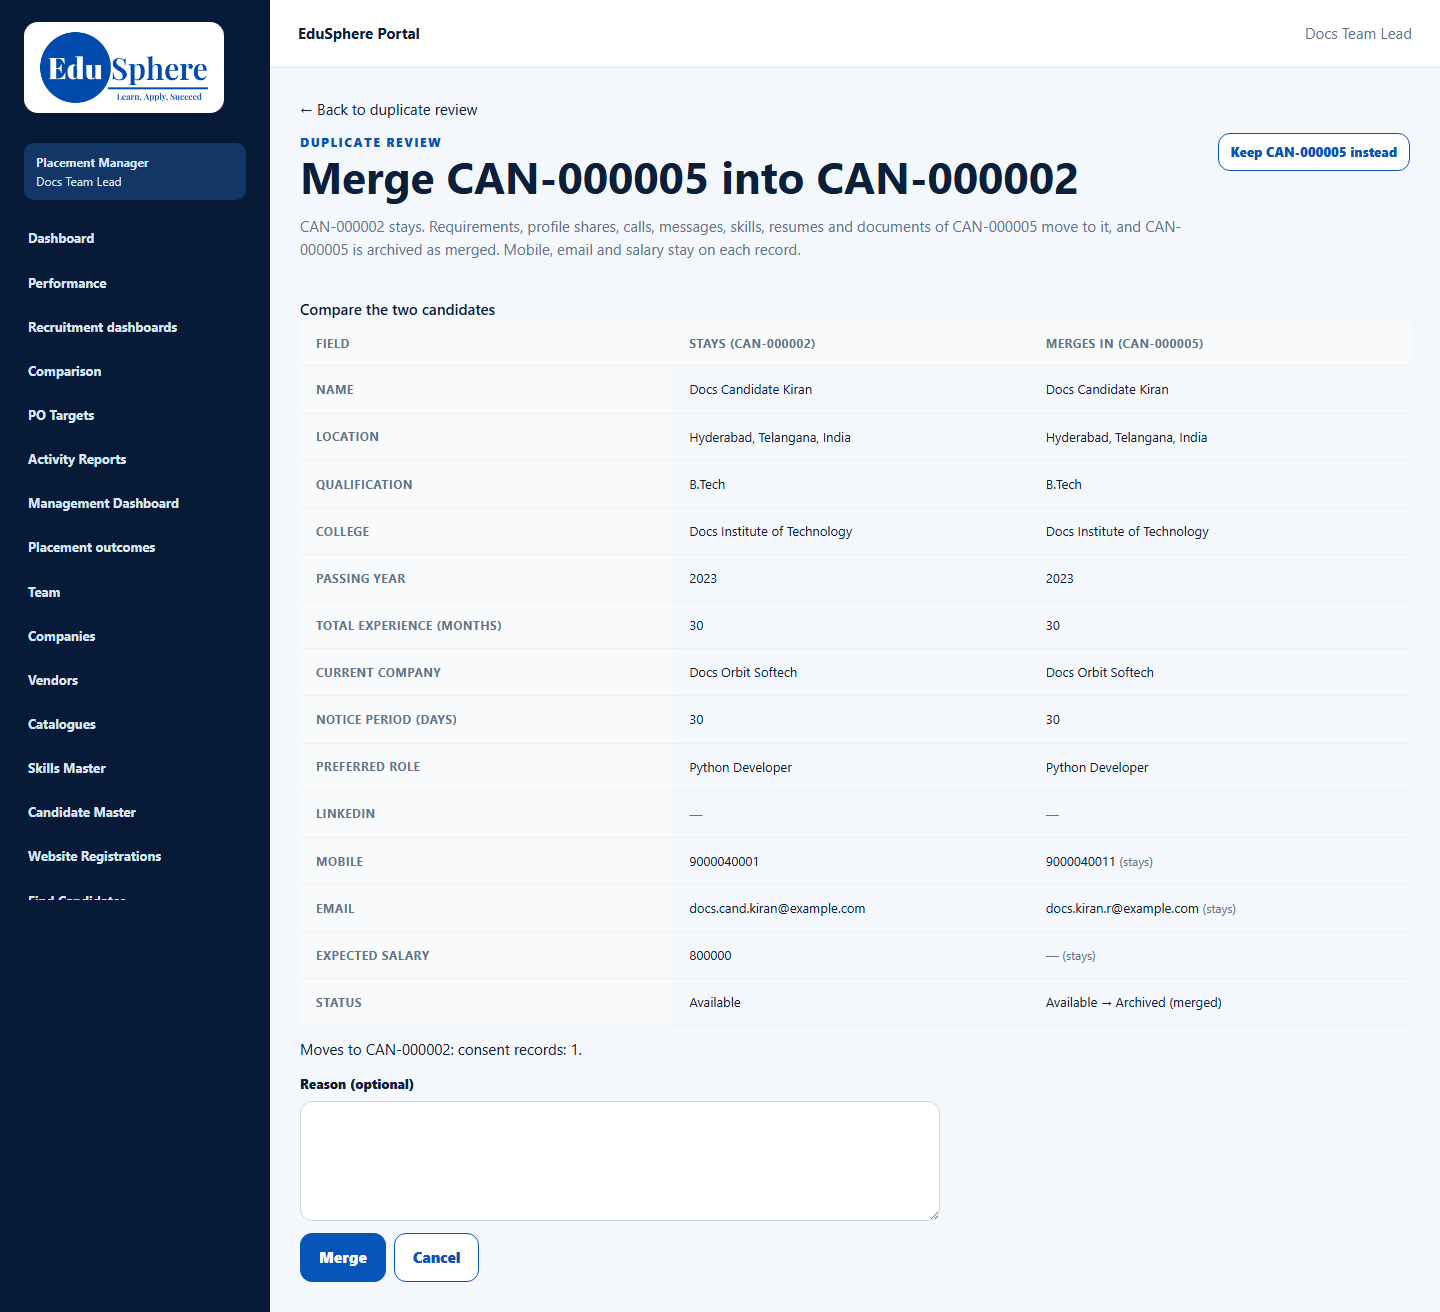 EduSphere
Learn. Apply, Succeed
Placement Manager
Docs Team Lead
Dashboard
Performance
Recruitment dashboards
Comparison
PO Targets
Activity Reports
Management Dashboard
Placement outcomes
Team
Companies
Vendors
Catalogues
Skills Master
Candidate Master
Website Registrations
Find Candidates
EduSphere Portal
Docs Team Lead
← Back to duplicate review
DUPLICATE REVIEW
Merge CAN-000005 into CAN-000002
Keep CAN-000005 instead
CAN-000002 stays. Requirements, profile shares, calls, messages, skills, resumes and documents of CAN-000005 move to it, and CAN-
000005 is archived as merged. Mobile, email and salary stay on each record.
Compare the two candidates
FIELD STAYS (CAN-000002) MERGES IN (CAN-000005)
NAME Docs Candidate Kiran Docs Candidate Kiran
LOCATION Hyderabad, Telangana, India Hyderabad, Telangana, India
QUALIFICATION B.Tech B.Tech
COLLEGE Docs Institute of Technology Docs Institute of Technology
PASSING YEAR 2023 2023
TOTAL EXPERIENCE (MONTHS) 30 30
CURRENT COMPANY Docs Orbit Softech Docs Orbit Softech
NOTICE PERIOD (DAYS) 30 30
PREFERRED ROLE Python Developer Python Developer
LINKEDIN — —
MOBILE 9000040001 9000040011 (stays)
EMAIL docs.cand.kiran@example.com docs.kiran.r@example.com (stays)
EXPECTED SALARY 800000 — (stays)
STATUS Available Available → Archived (merged)
Moves to CAN-000002: consent records: 1.
Reason (optional)
Merge
Cancel